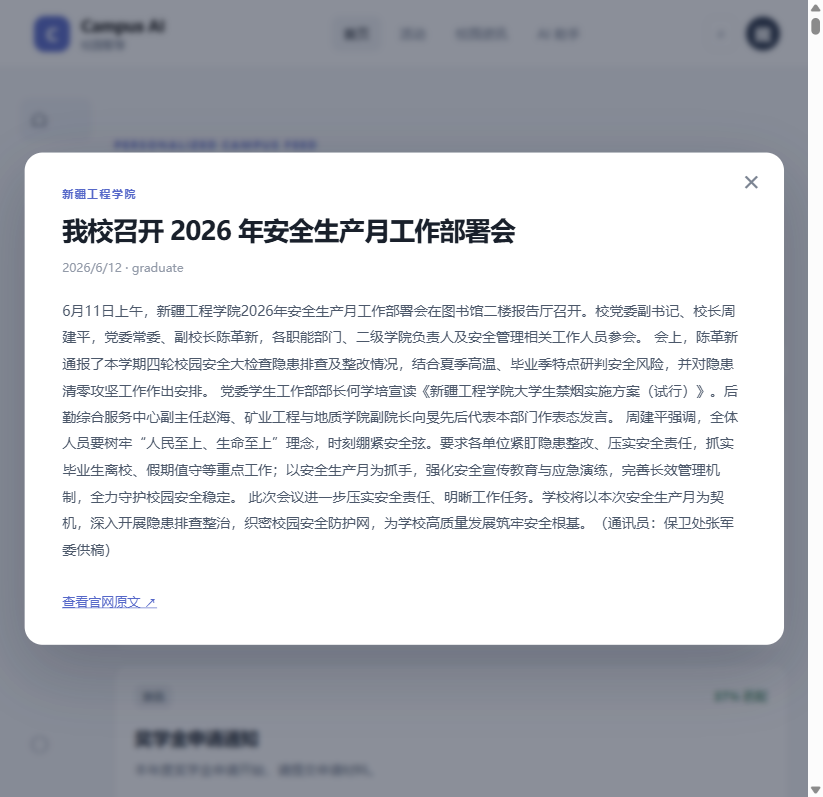 Campus AI
首页
PERSONALIZED CAMPUS FEED
新疆工程学院
我校召开 2026 年安全生产月工作部署会
2026/6/12 · graduate
6月11日上午，新疆工程学院2026年安全生产月工作部署会在图书馆二楼报告厅召开。校党委副书记、校长周
建平，党委常委、副校长陈革新，各职能部门、二级学院负责人及安全管理相关工作人员参会。 会上，陈革新
通报了本学期四轮校园安全大检查隐患排查及整改情况，结合夏季高温、毕业季特点研判安全风险，并对隐患
清零攻坚工作作出安排。 党委学生工作部部长何学培宣读《新疆工程学院大学生禁烟实施方案（试行）》。后
勤综合服务中心副主任赵海、矿业工程与地质学院副院长向旻先后代表本部门作表态发言。 周建平强调，全体
人员要树牢“人民至上、生命至上”理念，时刻绷紧安全弦。要求各单位紧盯隐患整改、压实安全责任，抓实
毕业生离校、假期值守等重点工作；以安全生产月为抓手，强化安全宣传教育与应急演练，完善长效管理机
制，全力守护校园安全稳定。 此次会议进一步压实安全责任、明晰工作任务。学校将以本次安全生产月为契
机，深入开展隐患排查整治，织密校园安全防护网，为学校高质量发展筑牢安全根基。（通讯员：保卫处张军
委供稿）
查看官网原文 ↗
奖学金申请通知